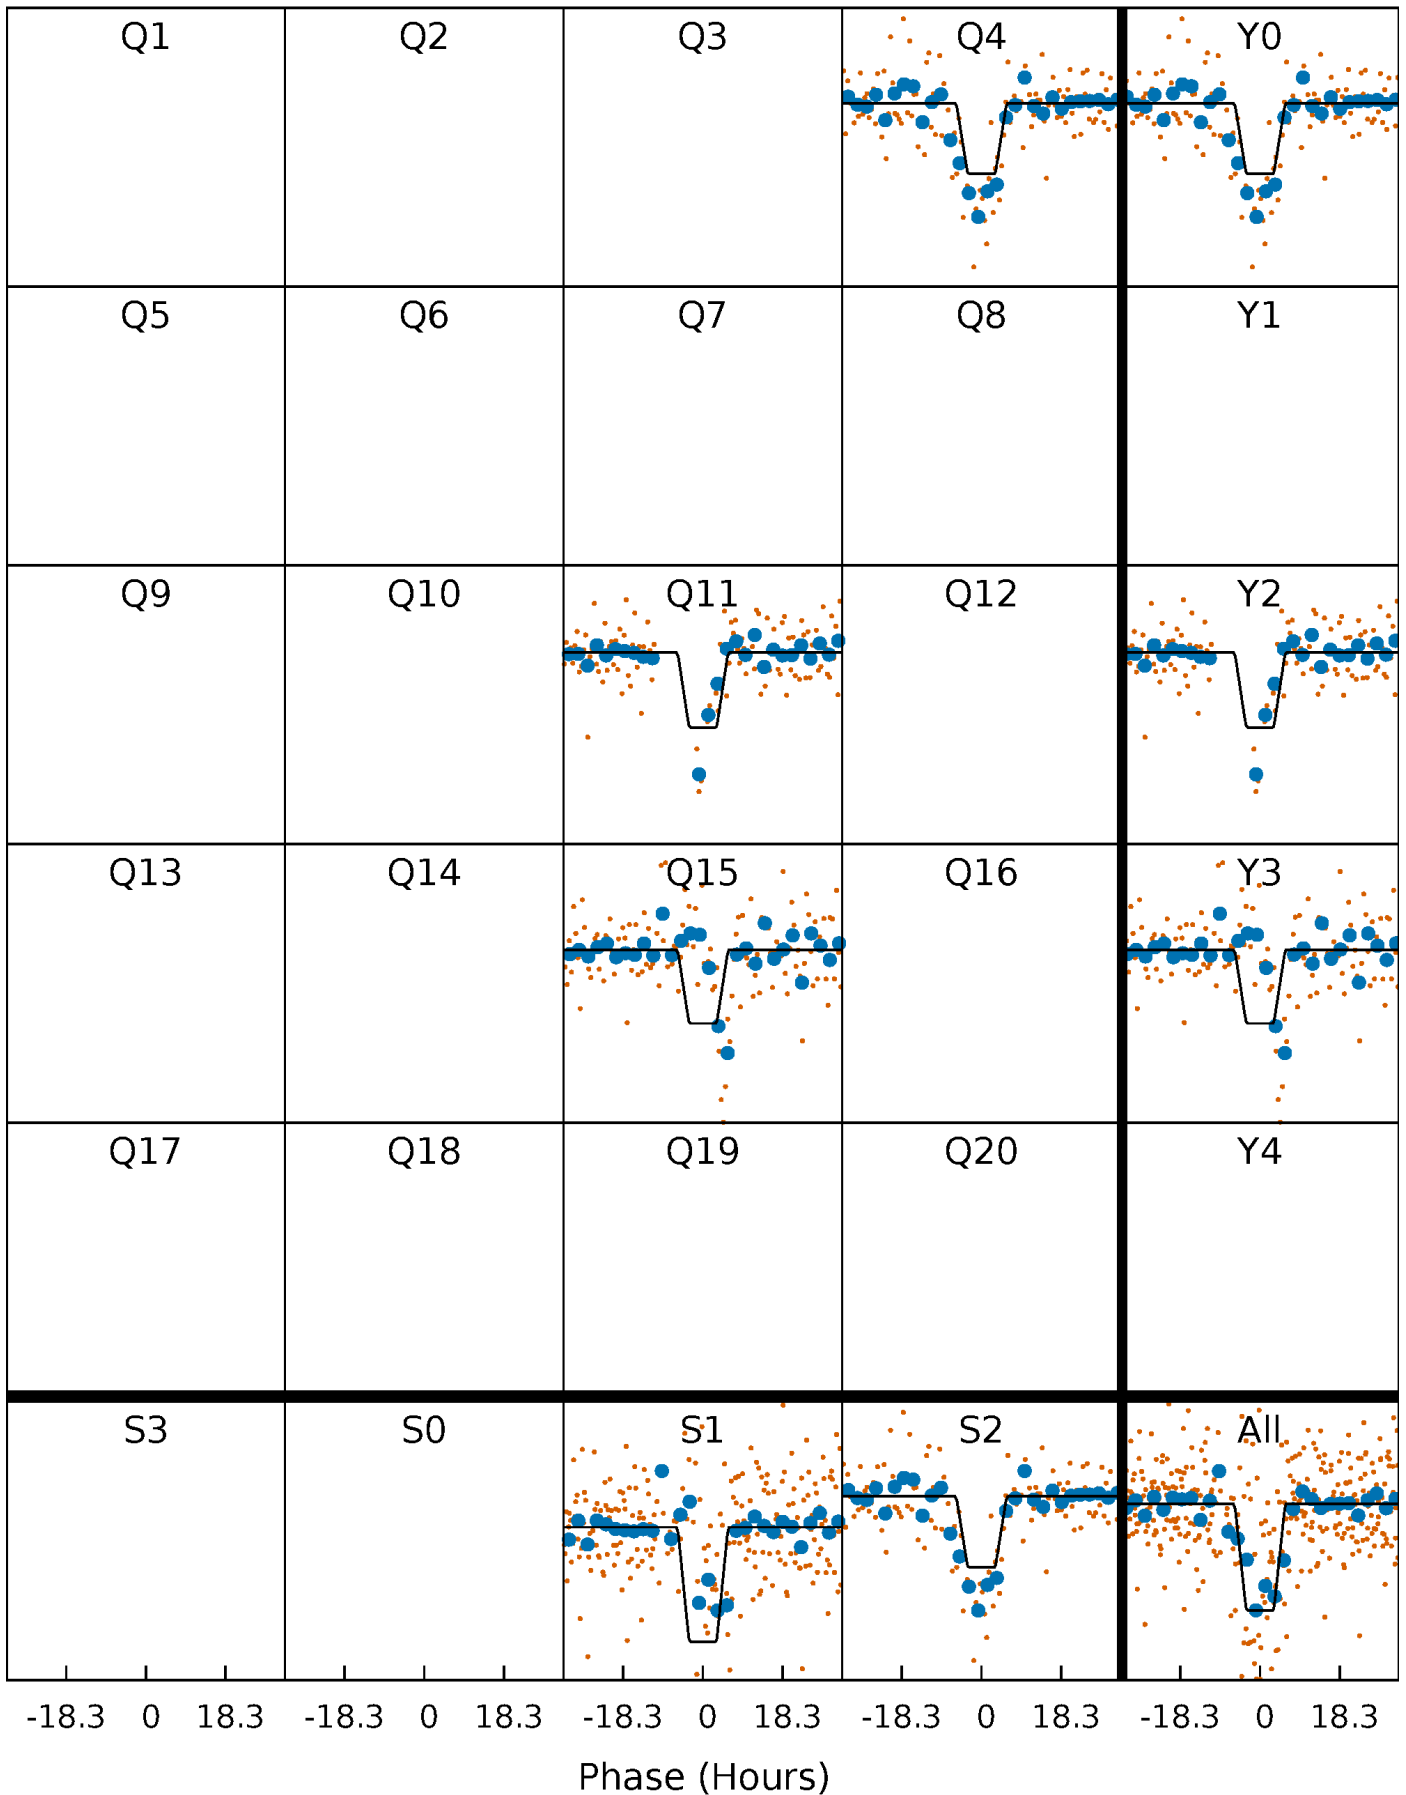 Q1 Q2 Q3 Q4 Y0
Q5 Q6 Q7 Q8 Y1
Q9 Q10 Q11 Q12 Y2
Q13 Q14 Q15 Q16 Y3
Q17 Q18 Q19 Q20 Y4
S3 S0 S1 S2 All
-18.3 0 18.3 -18.3 0 18.3 -18.3 0 18.3 -18.3 0 18.3 -18.3 0 18.3
Phase (Hours)